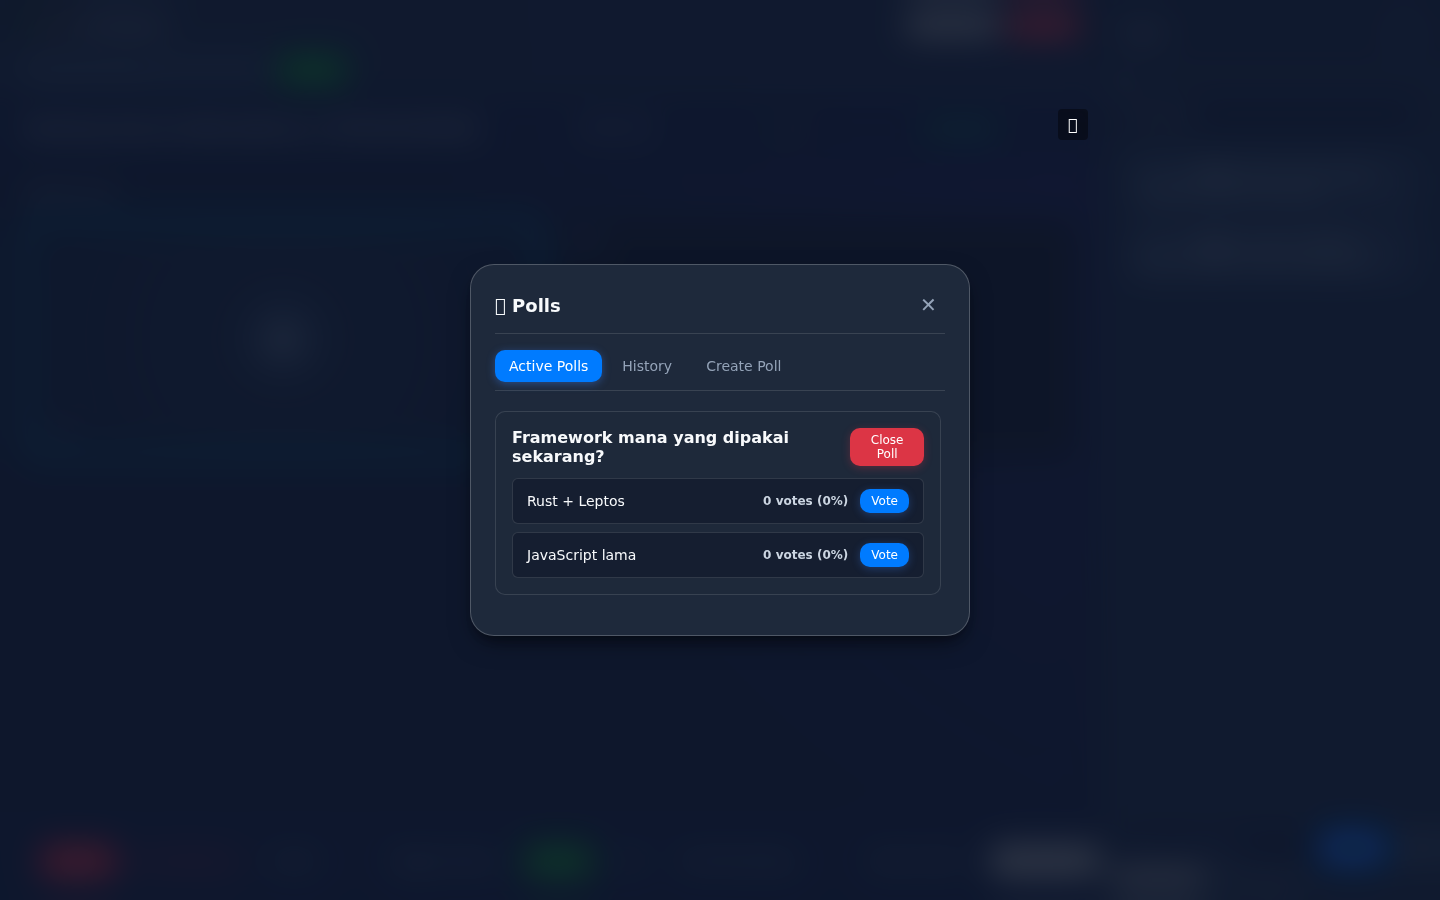 Polls
✕
Active Polls
History
Create Poll
Framework mana yang dipakai
sekarang?
Close
Poll
Rust + Leptos
0 votes (0%)
Vote
JavaScript lama
0 votes (0%)
Vote